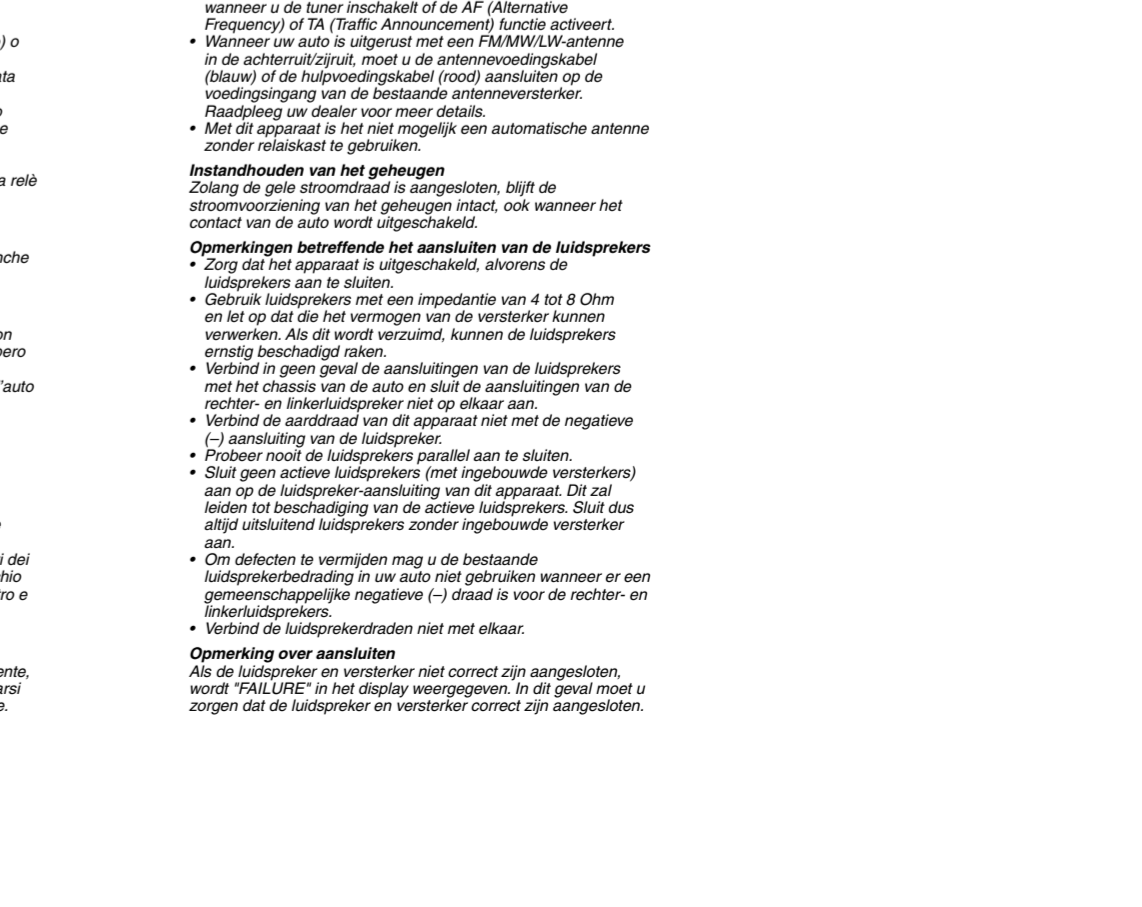 ) o
ata
o
e
a relè
nche
on
pero
'auto
e
i dei
chio
tro e
ente,
arsi
e.
wanneer u de tuner inschakelt of de AF (Alternative
Frequency) of TA (Traffic Announcement) functie activeert.
• Wanneer uw auto is uitgerust met een FM/MW/LW-antenne
in de achterruit/zijruit, moet u de antennevoedingskabel
(blauw) of de hulpvoedingskabel (rood) aansluiten op de
voedingsingang van de bestaande antenneversterker.
Raadpleeg uw dealer voor meer details.
• Met dit apparaat is het niet mogelijk een automatische antenne
zonder relaiskast te gebruiken.
Instandhouden van het geheugen
Zolang de gele stroomdraad is aangesloten, blijft de
stroomvoorziening van het geheugen intact, ook wanneer het
contact van de auto wordt uitgeschakeld.
Opmerkingen betreffende het aansluiten van de luidsprekers
• Zorg dat het apparaat is uitgeschakeld, alvorens de
luidsprekers aan te sluiten.
• Gebruik luidsprekers met een impedantie van 4 tot 8 Ohm
en let op dat die het vermogen van de versterker kunnen
verwerken. Als dit wordt verzuimd, kunnen de luidsprekers
ernstig beschadigd raken.
• Verbind in geen geval de aansluitingen van de luidsprekers
met het chassis van de auto en sluit de aansluitingen van de
rechter- en linkerluidspreker niet op elkaar aan.
• Verbind de aarddraad van dit apparaat niet met de negatieve
(–) aansluiting van de luidspreker.
• Probeer nooit de luidsprekers parallel aan te sluiten.
• Sluit geen actieve luidsprekers (met ingebouwde versterkers)
aan op de luidspreker-aansluiting van dit apparaat. Dit zal
leiden tot beschadiging van de actieve luidsprekers. Sluit dus
altijd uitsluitend luidsprekers zonder ingebouwde versterker
aan.
• Om defecten te vermijden mag u de bestaande
luidsprekerbedrading in uw auto niet gebruiken wanneer er een
gemeenschappelijke negatieve (–) draad is voor de rechter- en
linkerluidsprekers.
• Verbind de luidsprekerdraden niet met elkaar.
Opmerking over aansluiten
Als de luidspreker en versterker niet correct zijn aangesloten,
wordt "FAILURE" in het display weergegeven. In dit geval moet u
zorgen dat de luidspreker en versterker correct zijn aangesloten.